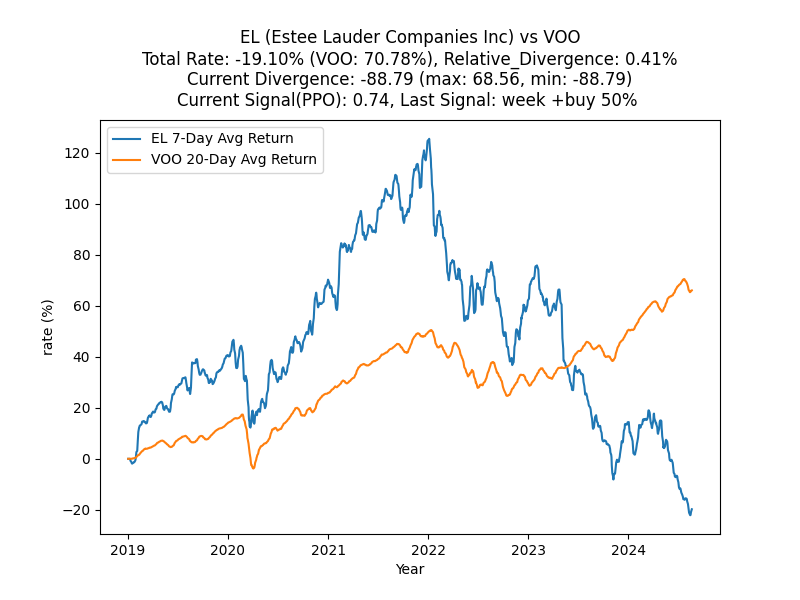 EL (Estee Lauder Companies Inc) vs VOO
Total Rate: -19.10% (VOO: 70.78%), Relative_Divergence: 0.41%
Current Divergence: -88.79 (max: 68.56, min: -88.79)
Current Signal(PPO): 0.74, Last Signal: week +buy 50%
EL 7-Day Avg Return
VOO 20-Day Avg Return
rate (%)
120
100
80
60
40
20
0
−20
2019 2020 2021 2022 2023 2024
Year